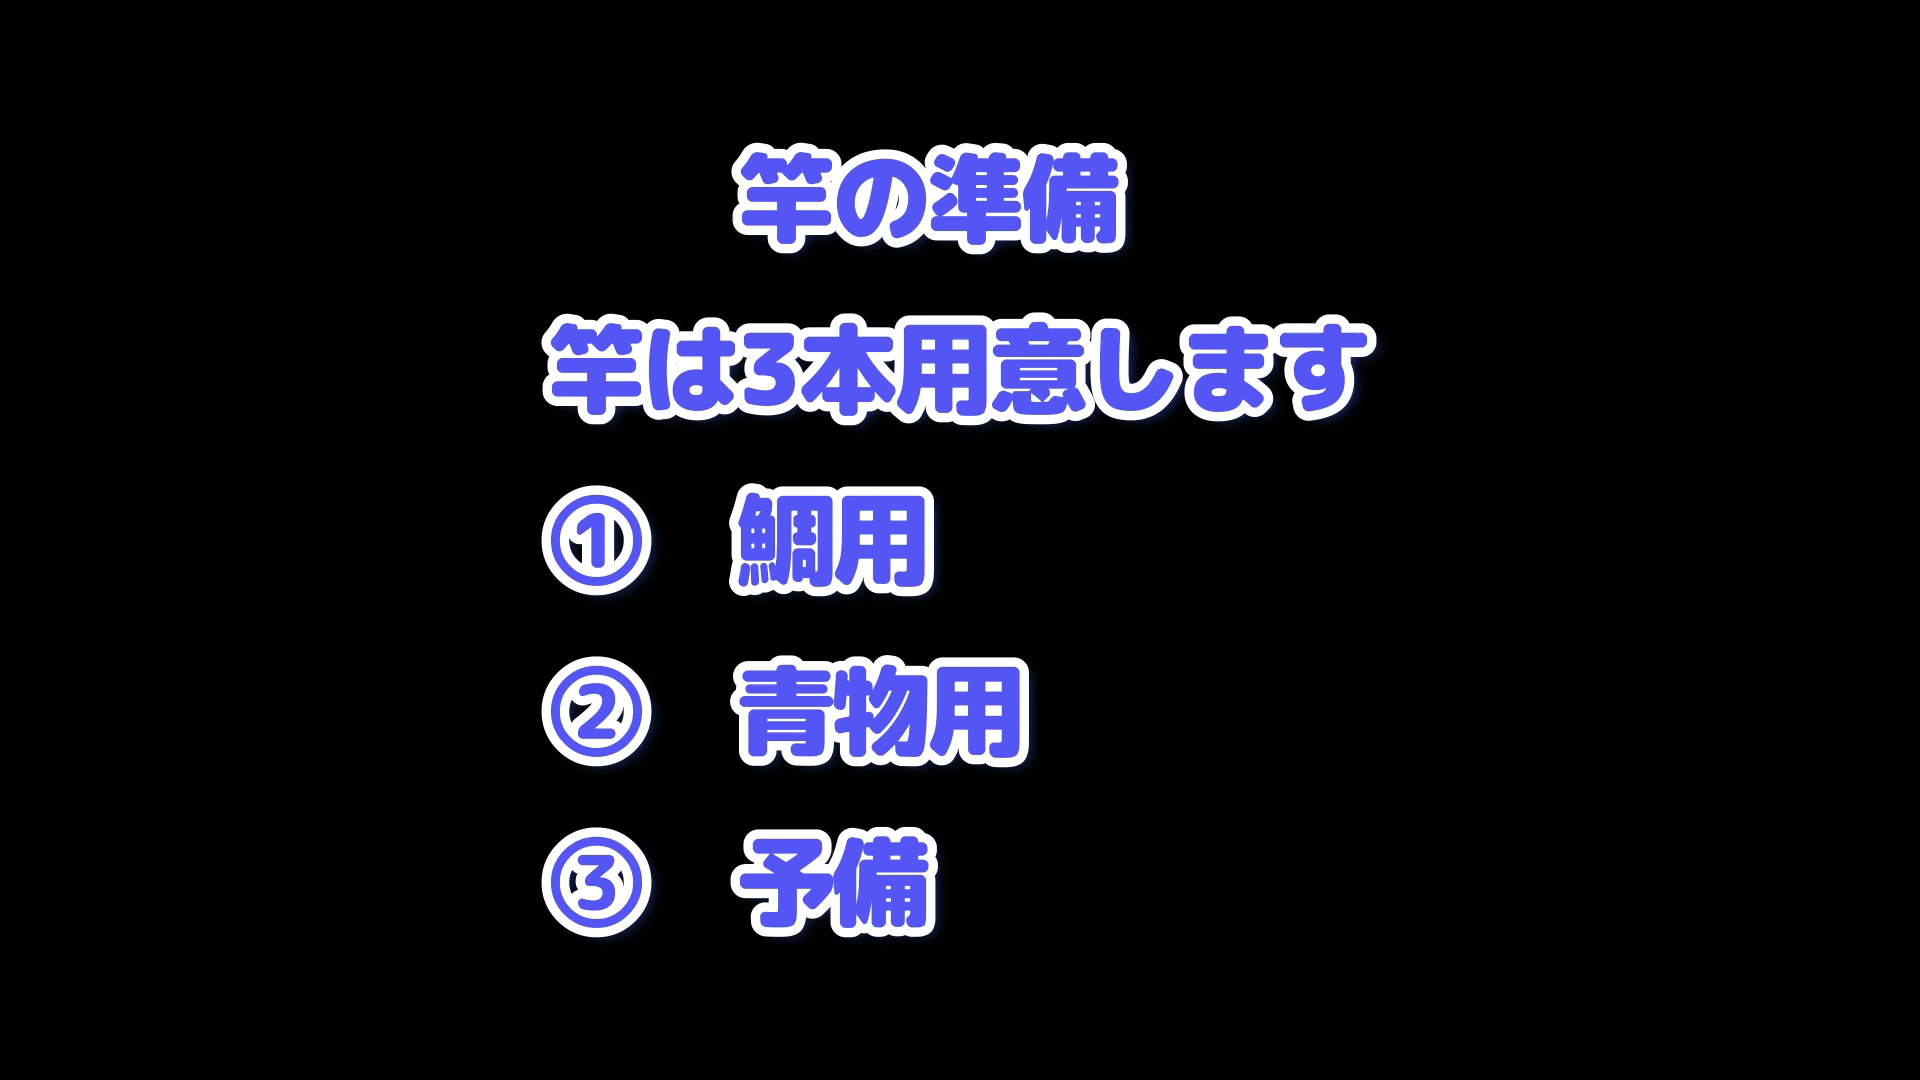 竿の準備
竿は3本用意します
①　鯛用
②　青物用
③　予備